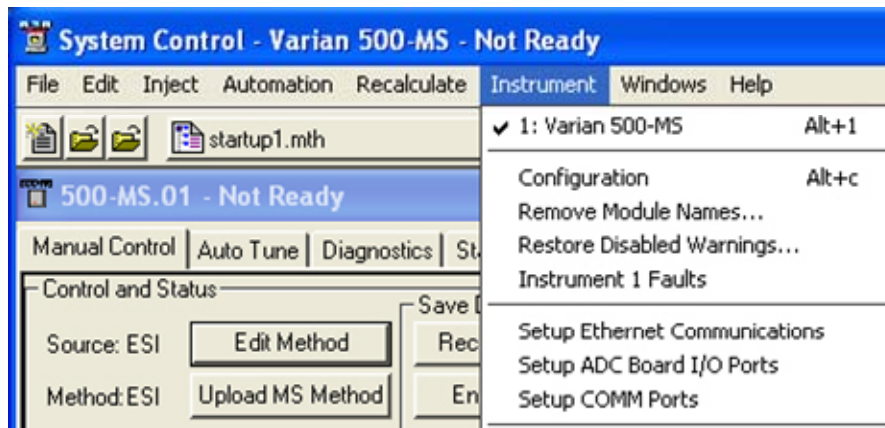 System Control - Varian 500-MS - Not Ready
File Edit Inject Automation Recalculate Instrument Windows Help
startup1.mth
500-MS.01 - Not Ready
Manual Control Auto Tune Diagnostics
Control and Status
Save
Source: ESI Edit Method
Method:ESI Upload MS Method
✓ 1: Varian 500-MS Alt+1
Configuration Alt+c
Remove Module Names...
Restore Disabled Warnings...
Instrument 1 Faults
Setup Ethernet Communications
Setup ADC Board I/O Ports
Setup COMM Ports